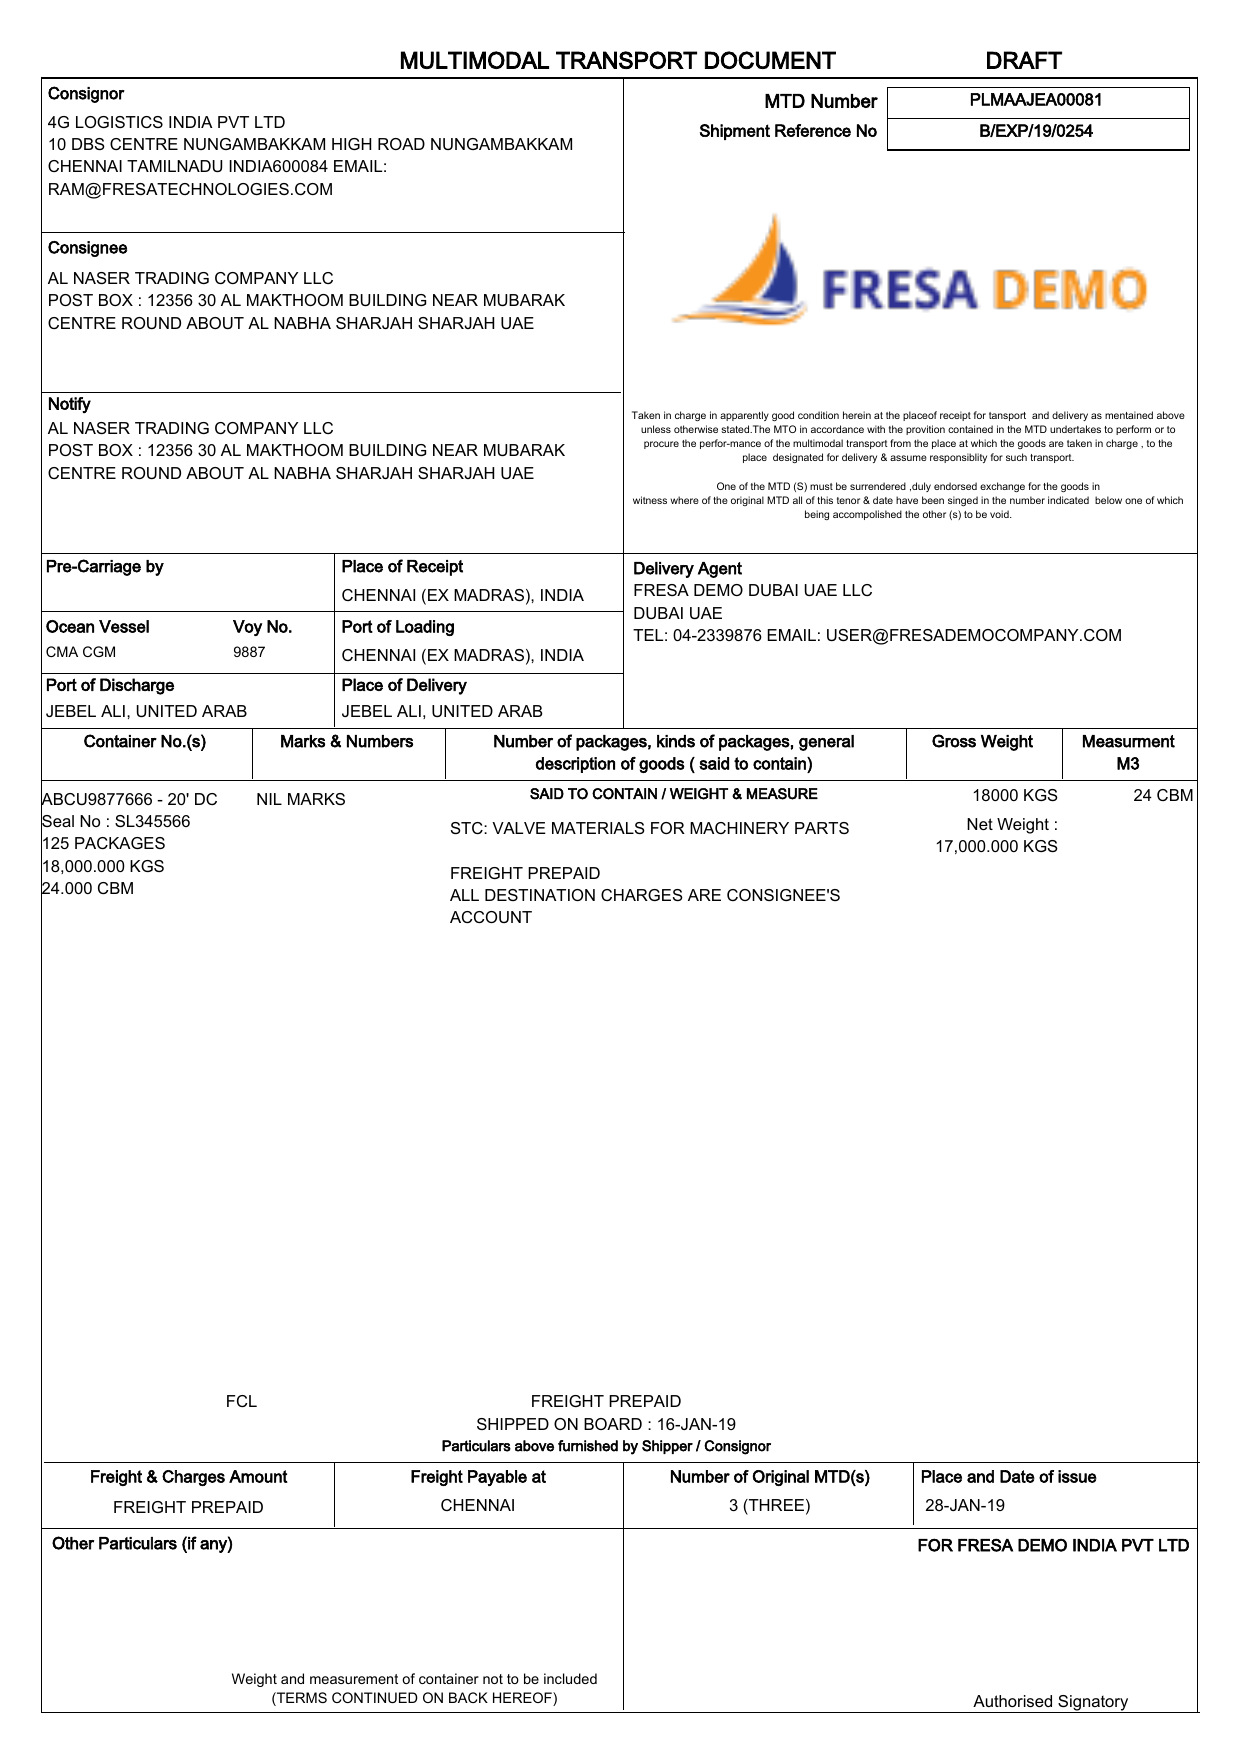 MULTIMODAL TRANSPORT DOCUMENT DRAFT
Consignor
4G LOGISTICS INDIA PVT LTD
10 DBS CENTRE NUNGAMBAKKAM HIGH ROAD NUNGAMBAKKAM
CHENNAI TAMILNADU INDIA600084 EMAIL:
RAM@FRESATECHNOLOGIES.COM
MTD Number PLMAAJEA00081
Shipment Reference No B/EXP/19/0254
FRESA DEMO
Consignee
AL NASER TRADING COMPANY LLC
POST BOX : 12356 30 AL MAKTHOOM BUILDING NEAR MUBARAK
CENTRE ROUND ABOUT AL NABHA SHARJAH SHARJAH UAE
Notify
AL NASER TRADING COMPANY LLC
POST BOX : 12356 30 AL MAKTHOOM BUILDING NEAR MUBARAK
CENTRE ROUND ABOUT AL NABHA SHARJAH SHARJAH UAE
Taken in charge in apparently good condition herein at the placeof receipt for tansport and delivery as mentained above
unless otherwise stated.The MTO in accordance with the provition contained in the MTD undertakes to perform or to
procure the perfor-mance of the multimodal transport from the place at which the goods are taken in charge , to the
place designated for delivery & assume responsiblity for such transport.
One of the MTD (S) must be surrendered ,duly endorsed exchange for the goods in
witness where of the original MTD all of this tenor & date have been singed in the number indicated below one of which
being accompolished the other (s) to be void.
Pre-Carriage by
Place of Receipt
CHENNAI (EX MADRAS), INDIA
Ocean Vessel Voy No.
CMA CGM 9887
Port of Loading
CHENNAI (EX MADRAS), INDIA
Port of Discharge
JEBEL ALI, UNITED ARAB
Place of Delivery
JEBEL ALI, UNITED ARAB
Delivery Agent
FRESA DEMO DUBAI UAE LLC
DUBAI UAE
TEL: 04-2339876 EMAIL: USER@FRESADEMOCOMPANY.COM
Container No.(s)
Marks & Numbers
Number of packages, kinds of packages, general
description of goods ( said to contain)
Gross Weight
Measurment
M3
ABCU9877666 - 20' DC
Seal No : SL345566
125 PACKAGES
18,000.000 KGS
24.000 CBM
NIL MARKS
SAID TO CONTAIN / WEIGHT & MEASURE
STC: VALVE MATERIALS FOR MACHINERY PARTS
FREIGHT PREPAID
ALL DESTINATION CHARGES ARE CONSIGNEE'S
ACCOUNT
18000 KGS
Net Weight :
17,000.000 KGS
24 CBM
FCL FREIGHT PREPAID
SHIPPED ON BOARD : 16-JAN-19
Particulars above furnished by Shipper / Consignor
Freight & Charges Amount
FREIGHT PREPAID
Freight Payable at
CHENNAI
Number of Original MTD(s)
3 (THREE)
Place and Date of issue
28-JAN-19
Other Particulars (if any)
Weight and measurement of container not to be included
(TERMS CONTINUED ON BACK HEREOF)
FOR FRESA DEMO INDIA PVT LTD
Authorised Signatory